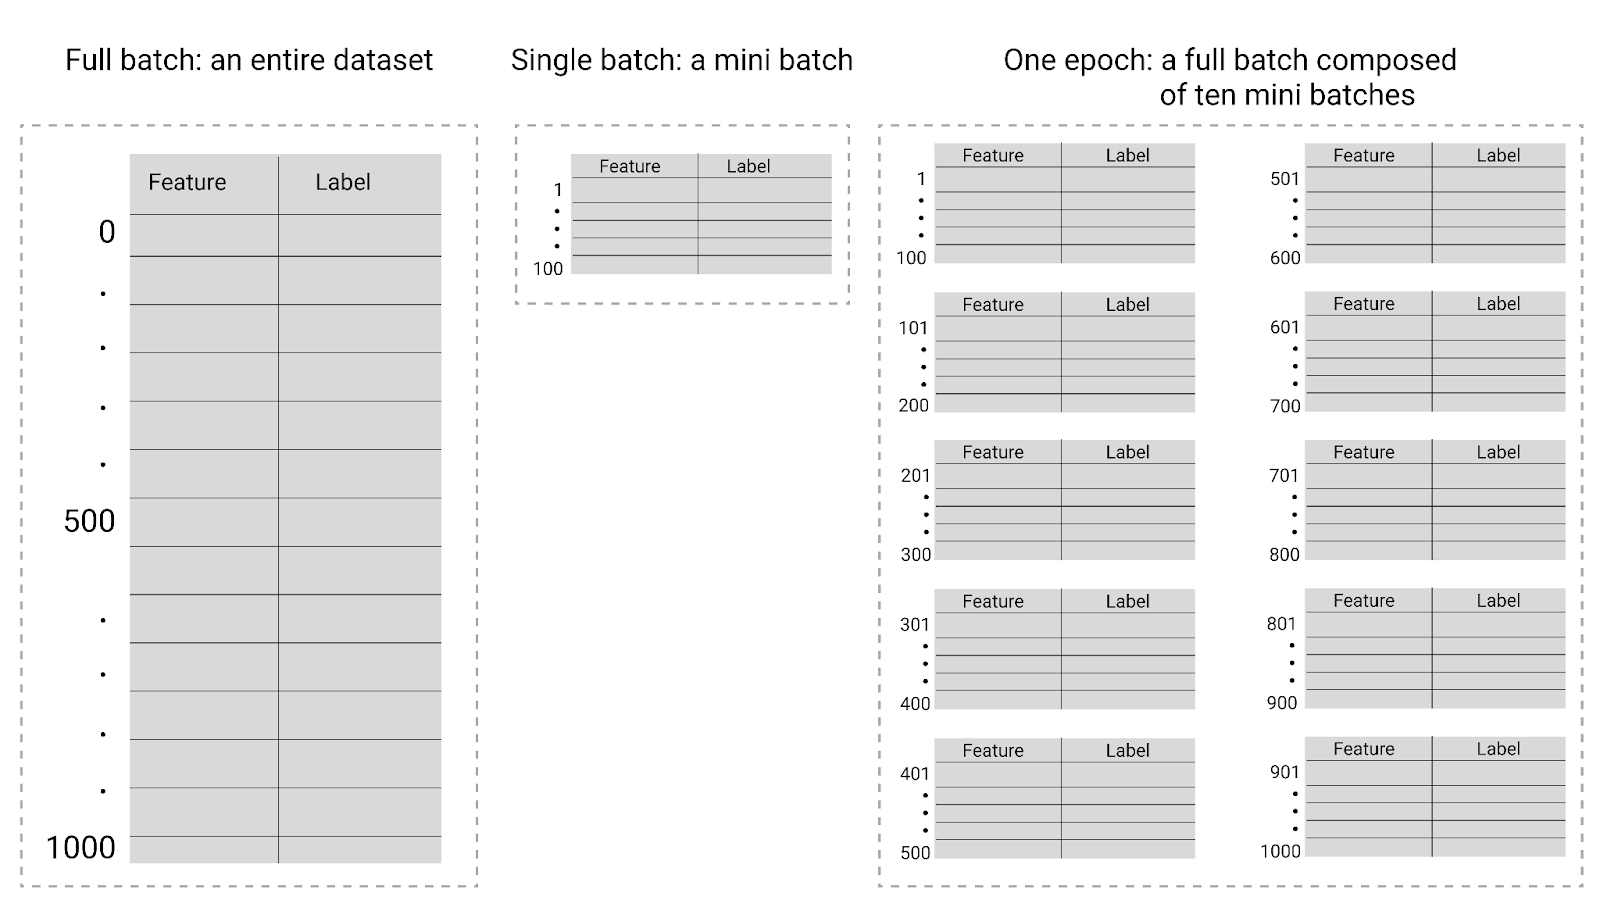 Full batch: an entire dataset
Feature Label
0
500
1000
Single batch: a mini batch
Feature Label
1
100
One epoch: a full batch composed
of ten mini batches
Feature Label
1
100
Feature Label
101
200
Feature Label
201
300
Feature Label
301
400
Feature Label
401
500
Feature Label
501
600
Feature Label
601
700
Feature Label
701
800
Feature Label
801
900
Feature Label
901
1000